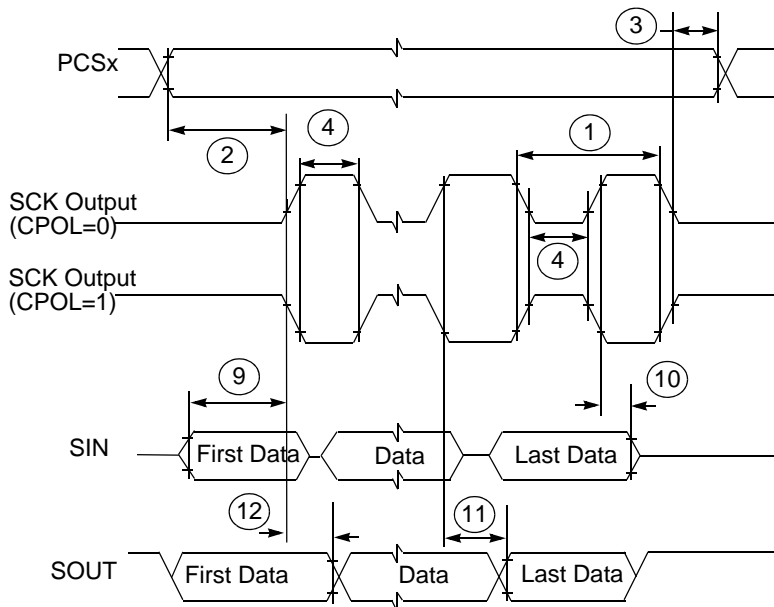 3
PCSx
2
4
1
SCK Output
(CPOL=0)
4
SCK Output
(CPOL=1)
9
10
SIN
First Data
Data
Last Data
12
11
SOUT
First Data
Data
Last Data